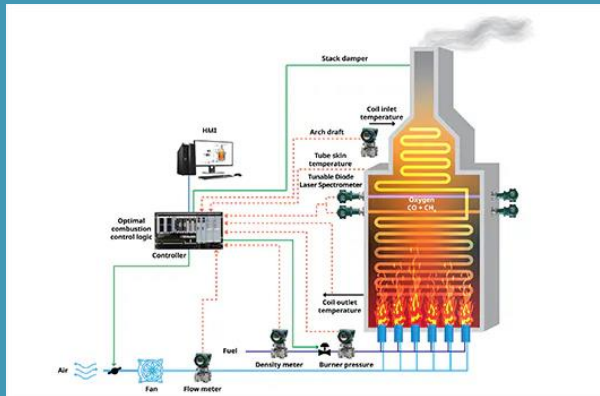 Stack damper
Coil inlet
temperature
HMI
Arch draft
Tube skin
temperature
Tunable Diode
Laser Spectrometer
Oxygen
CO + CH₄
Optimal
combustion
control logic
Controller
Coil outlet
temperature
Fuel
Density meter
Burner pressure
Air
Fan
Flow meter